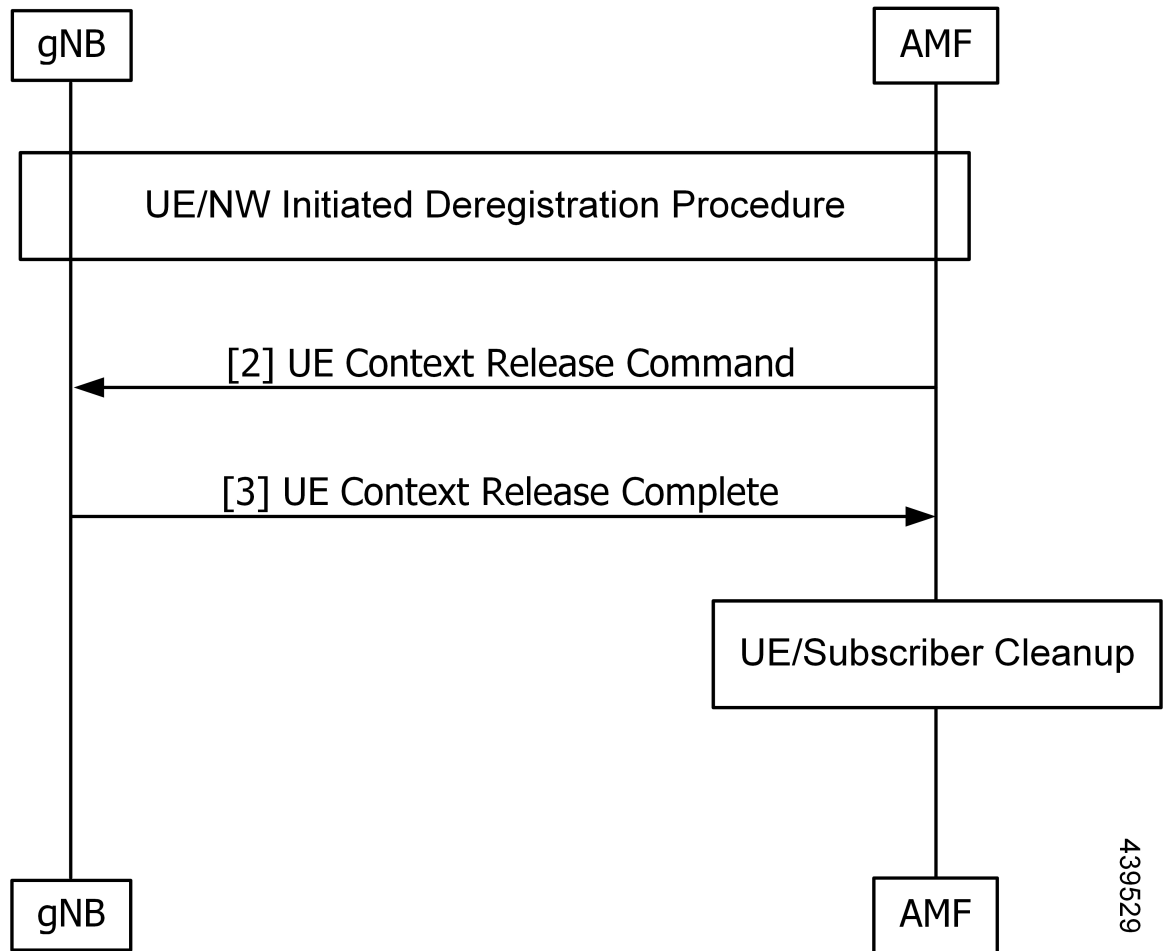 gNB
AMF
UE/NW Initiated Deregistration Procedure
[2] UE Context Release Command
[3] UE Context Release Complete
UE/Subscriber Cleanup
439529
gNB
AMF